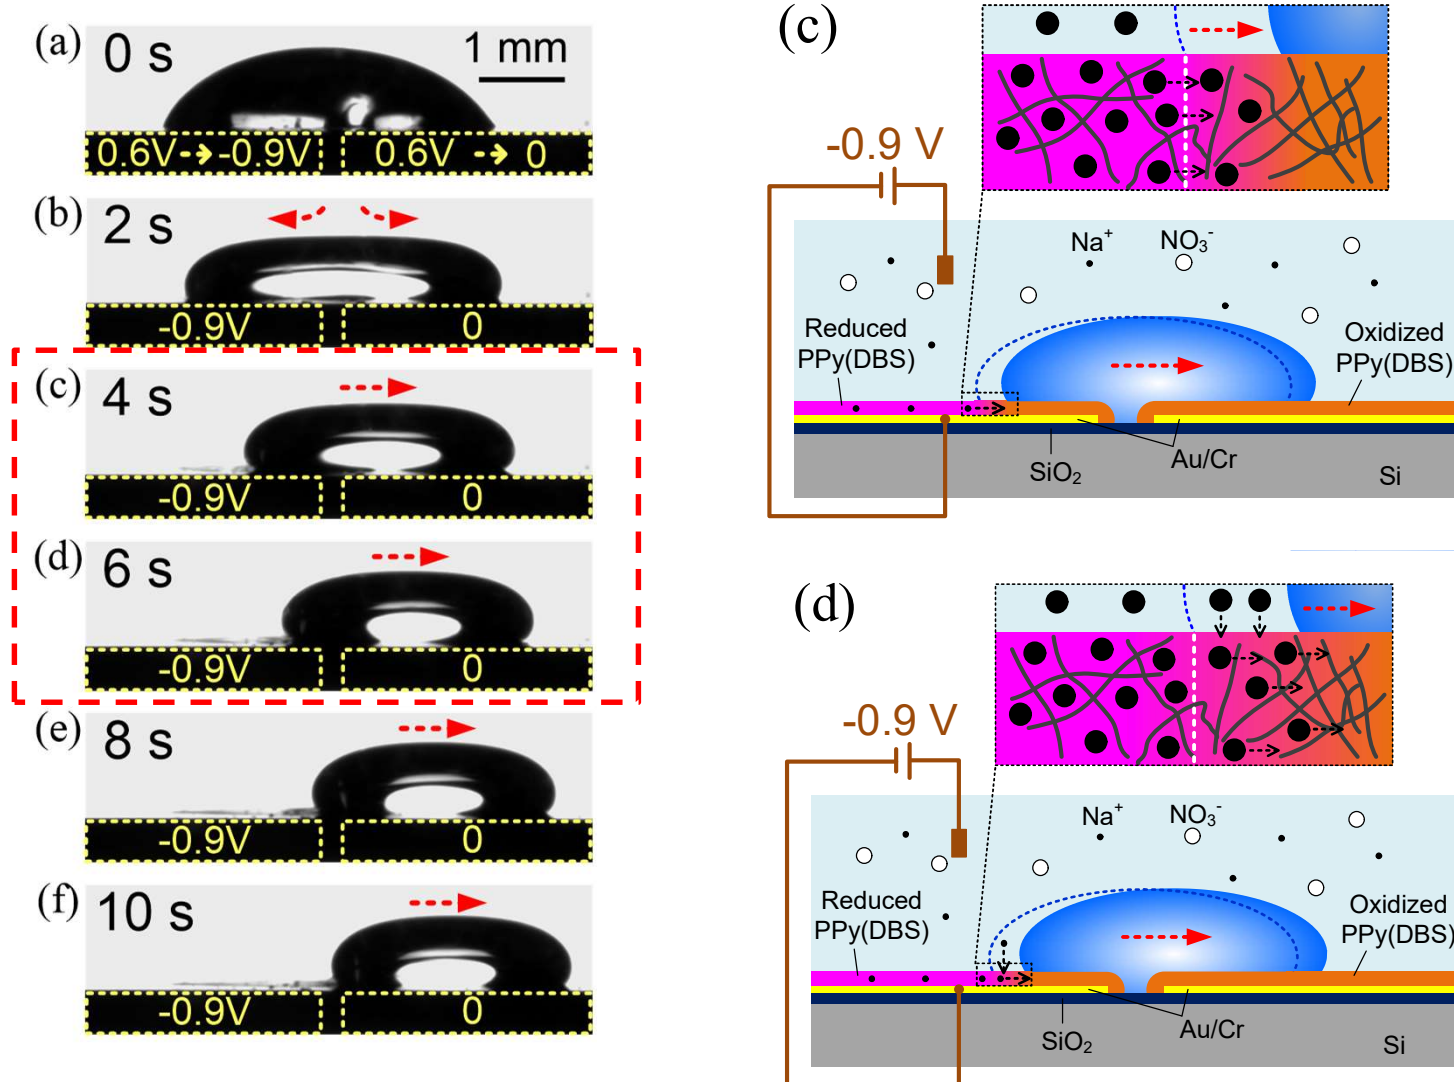 (a)
0 s
1 mm
0.6V
-0.9V
0.6V
0
(b)
2 s
-0.9V
0
(c)
4 s
-0.9V
0
(d)
6 s
-0.9V
0
(e)
8 s
-0.9V
0
(f)
10 s
-0.9V
0
(c)
-0.9 V
Na+
NO3-
Reduced
PPy(DBS)
Oxidized
PPy(DBS)
SiO2
Au/Cr
Si
(d)
-0.9 V
Na+
NO3-
Reduced
PPy(DBS)
Oxidized
PPy(DBS)
SiO2
Au/Cr
Si